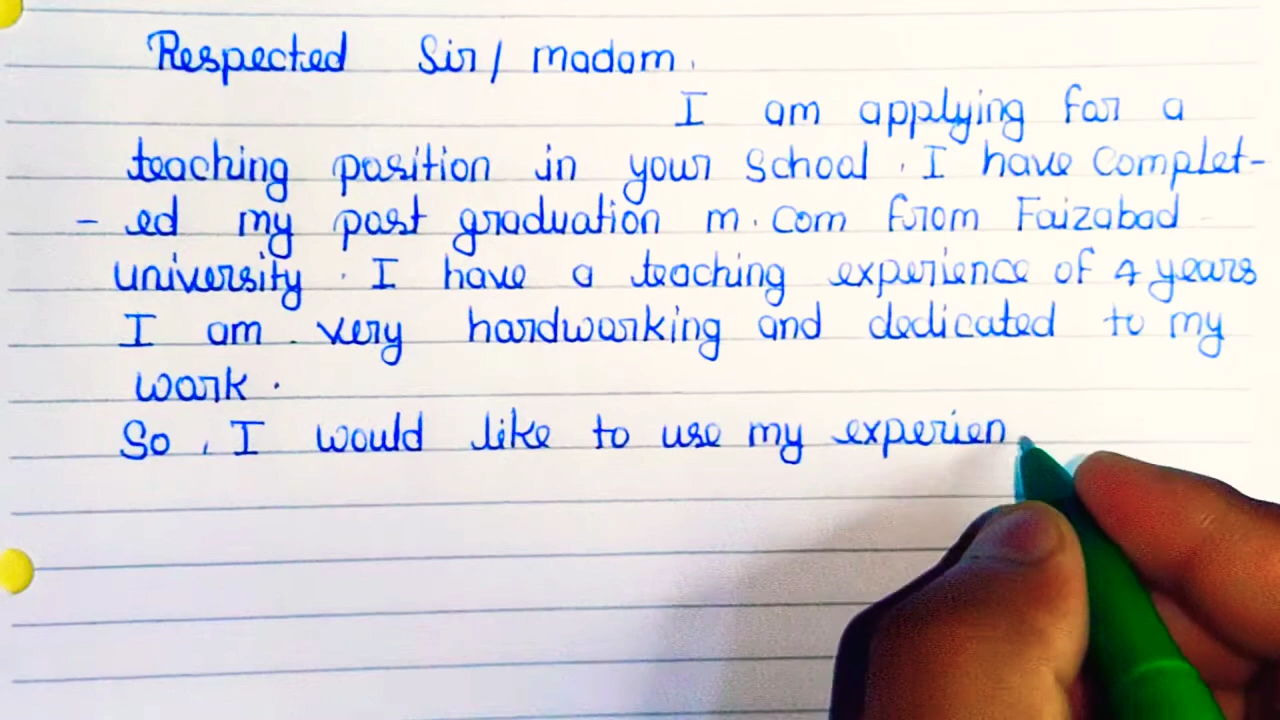 Respected Sir/ madam.
I am applying for a
teaching position in your School. I have Complet-
- ed my post graduation m.com from Faizabad
university. I have a teaching experience of 4 years
I am very hardworking and dedicated to my
work.
So, I would like to use my experien